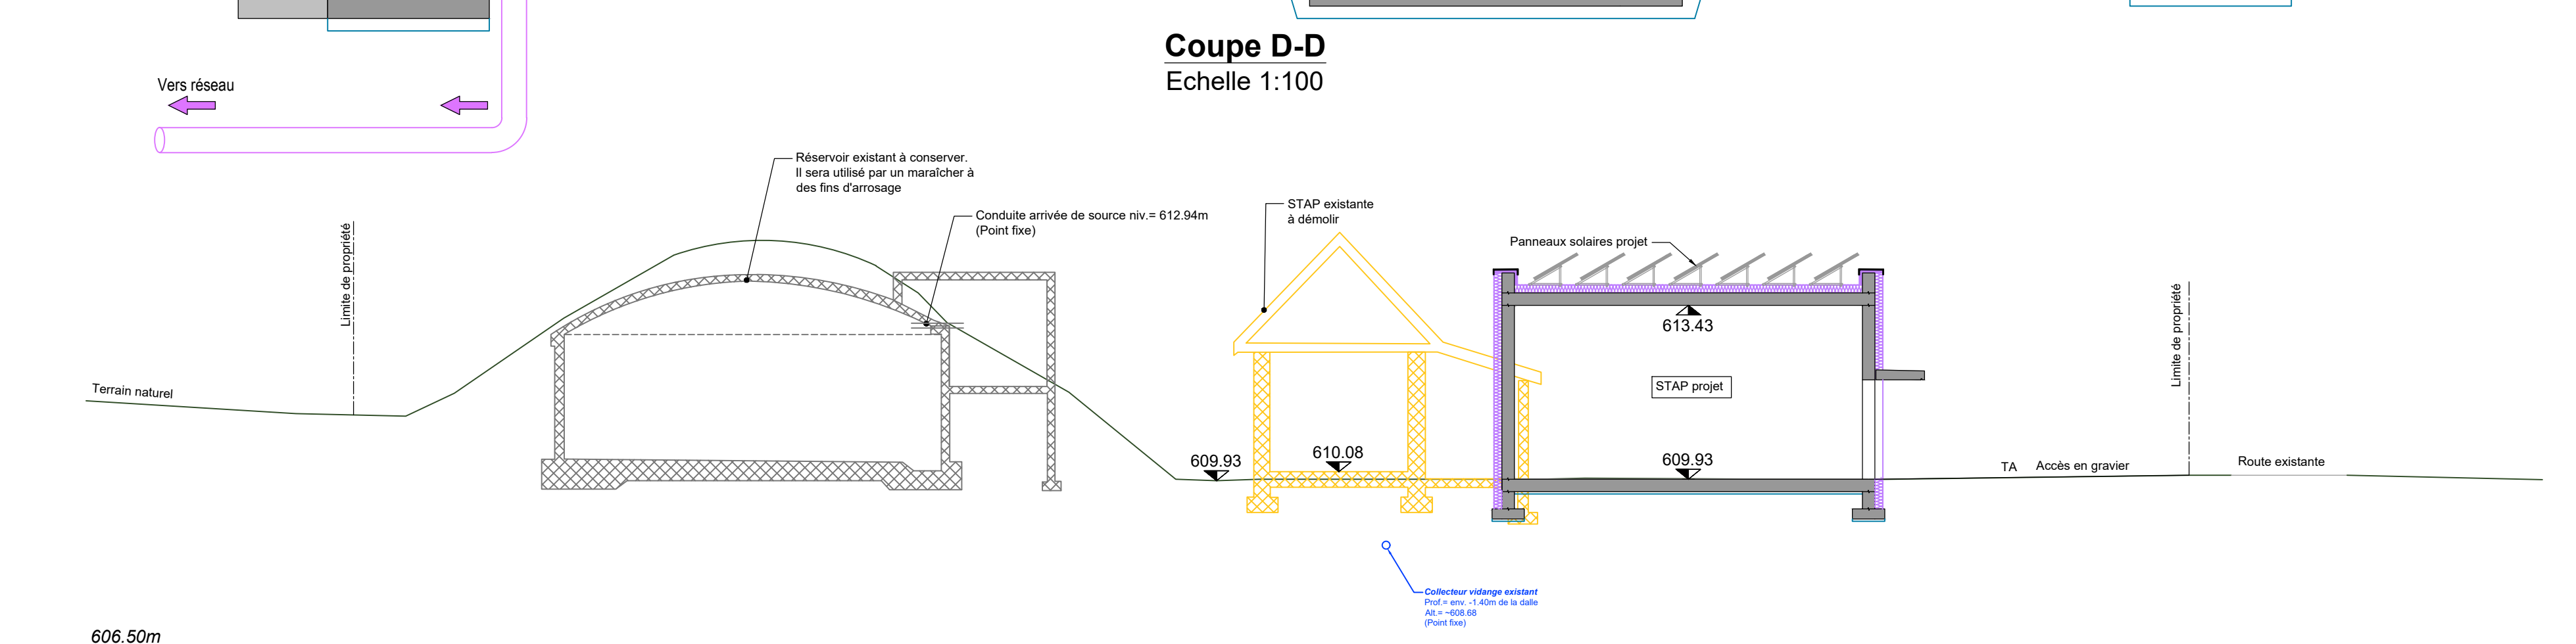 Coupe D-D
Echelle 1:100
Vers réseau
Réservoir existant à conserver.
Il sera utilisé par un maraîcher à
des fins d'arrosage
Conduite arrivée de source niv.= 612.94m
(Point fixe)
STAP existante
à démolir
Panneaux solaires projet
Limite de propriété
Limite de propriété
613.43
Terrain naturel
STAP projet
609.93
610.08
609.93
TA
Accès en gravier
Route existante
Collecteur vidange existant
Prof.= env. -1.40m de la dalle
Alt.= ~608.68
(Point fixe)
606.50m